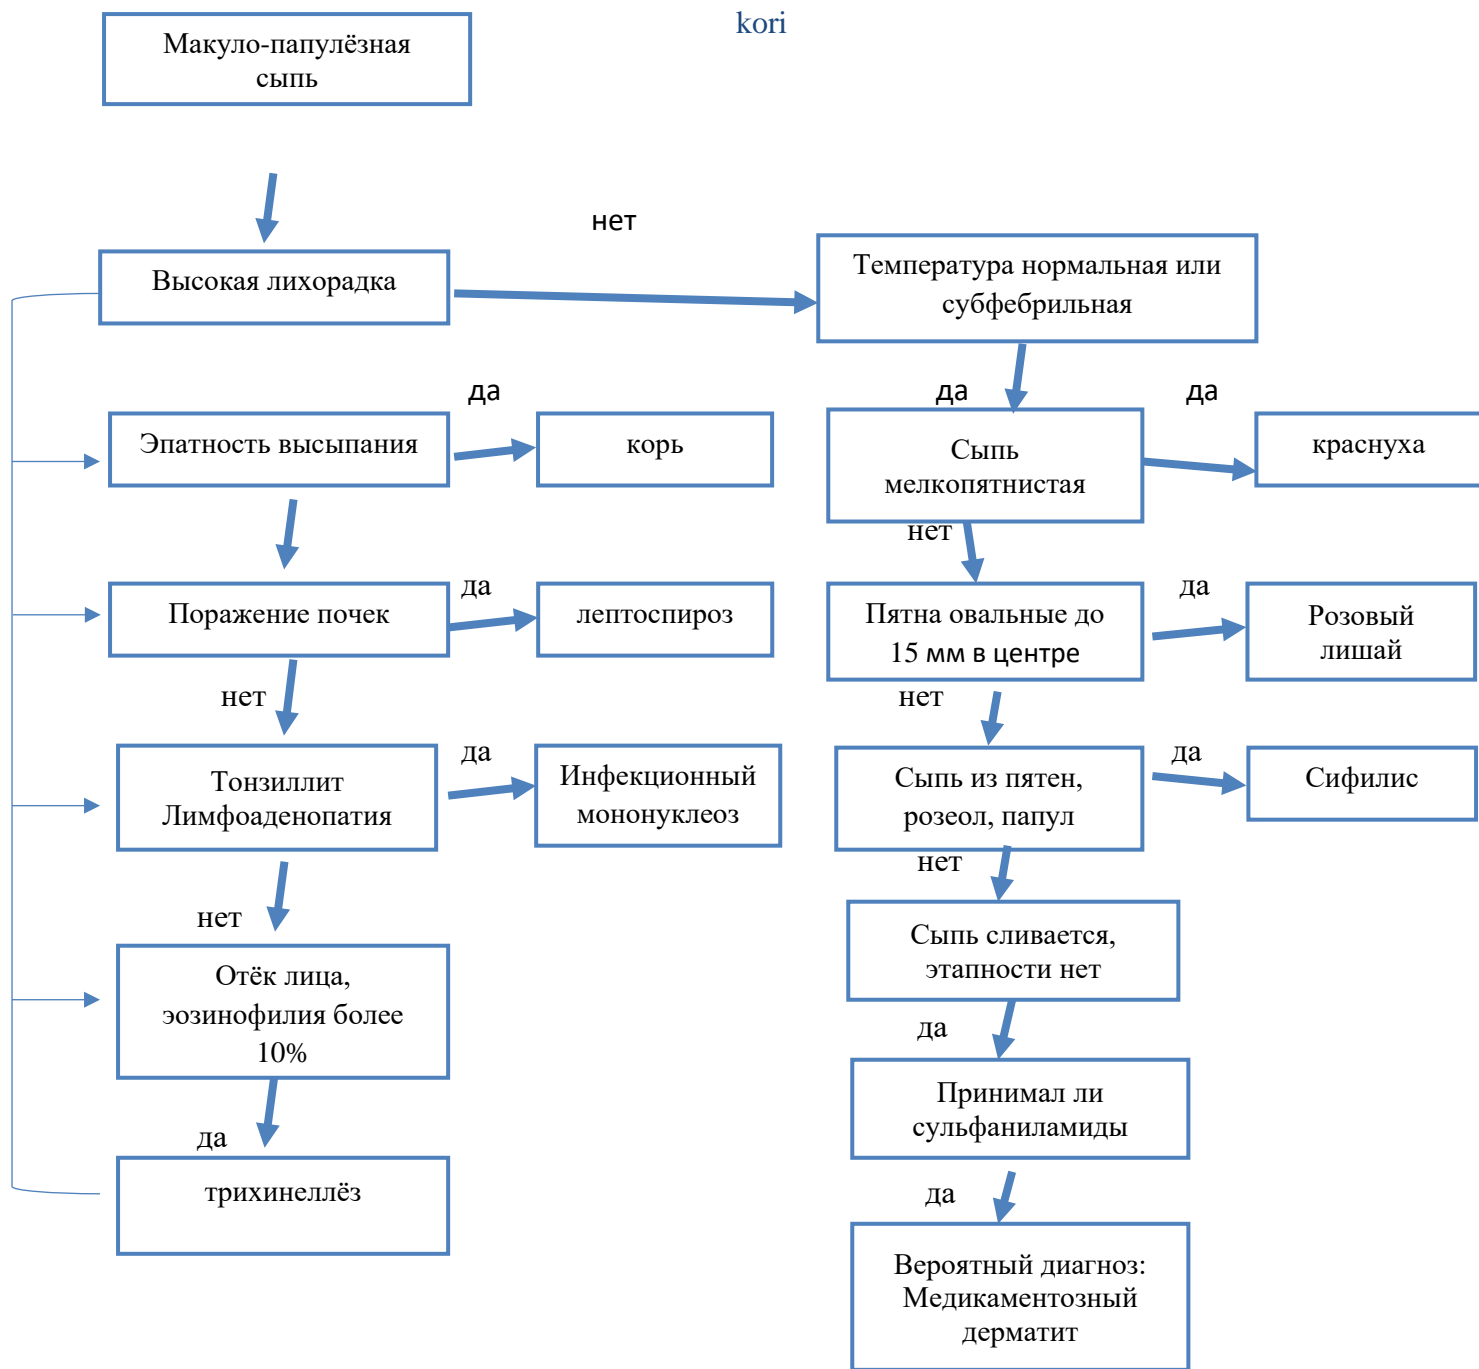 kori
Макуло-папулёзная
сыпь
нет
Высокая лихорадка
Температура нормальная или
субфебрильная
да
да
да
Эпатность высыпания
корь
Сыпь
мелкопятнистая
краснуха
нет
да
да
Поражение почек
лептоспироз
Пятна овальные до
15 мм в центре
Розовый
лишай
нет
нет
да
да
Тонзиллит
Лимфоаденопатия
Инфекционный
мононуклеоз
Сыпь из пятен,
розеол, папул
Сифилис
нет
нет
Отёк лица,
эозинофилия более
10%
Сыпь сливается,
этапности нет
да
да
Принимал ли
сульфаниламиды
трихинеллёз
да
Вероятный диагноз:
Медикаментозный
дерматит